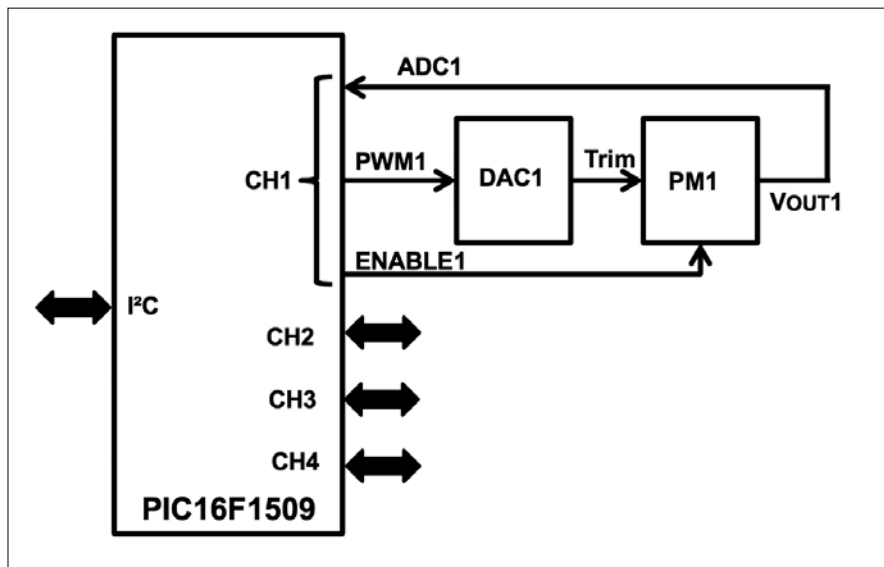 ADC1
PWM1
DAC1
Trim
PM1
VOUT1
CH1
ENABLE1
I²C
CH2
CH3
CH4
PIC16F1509